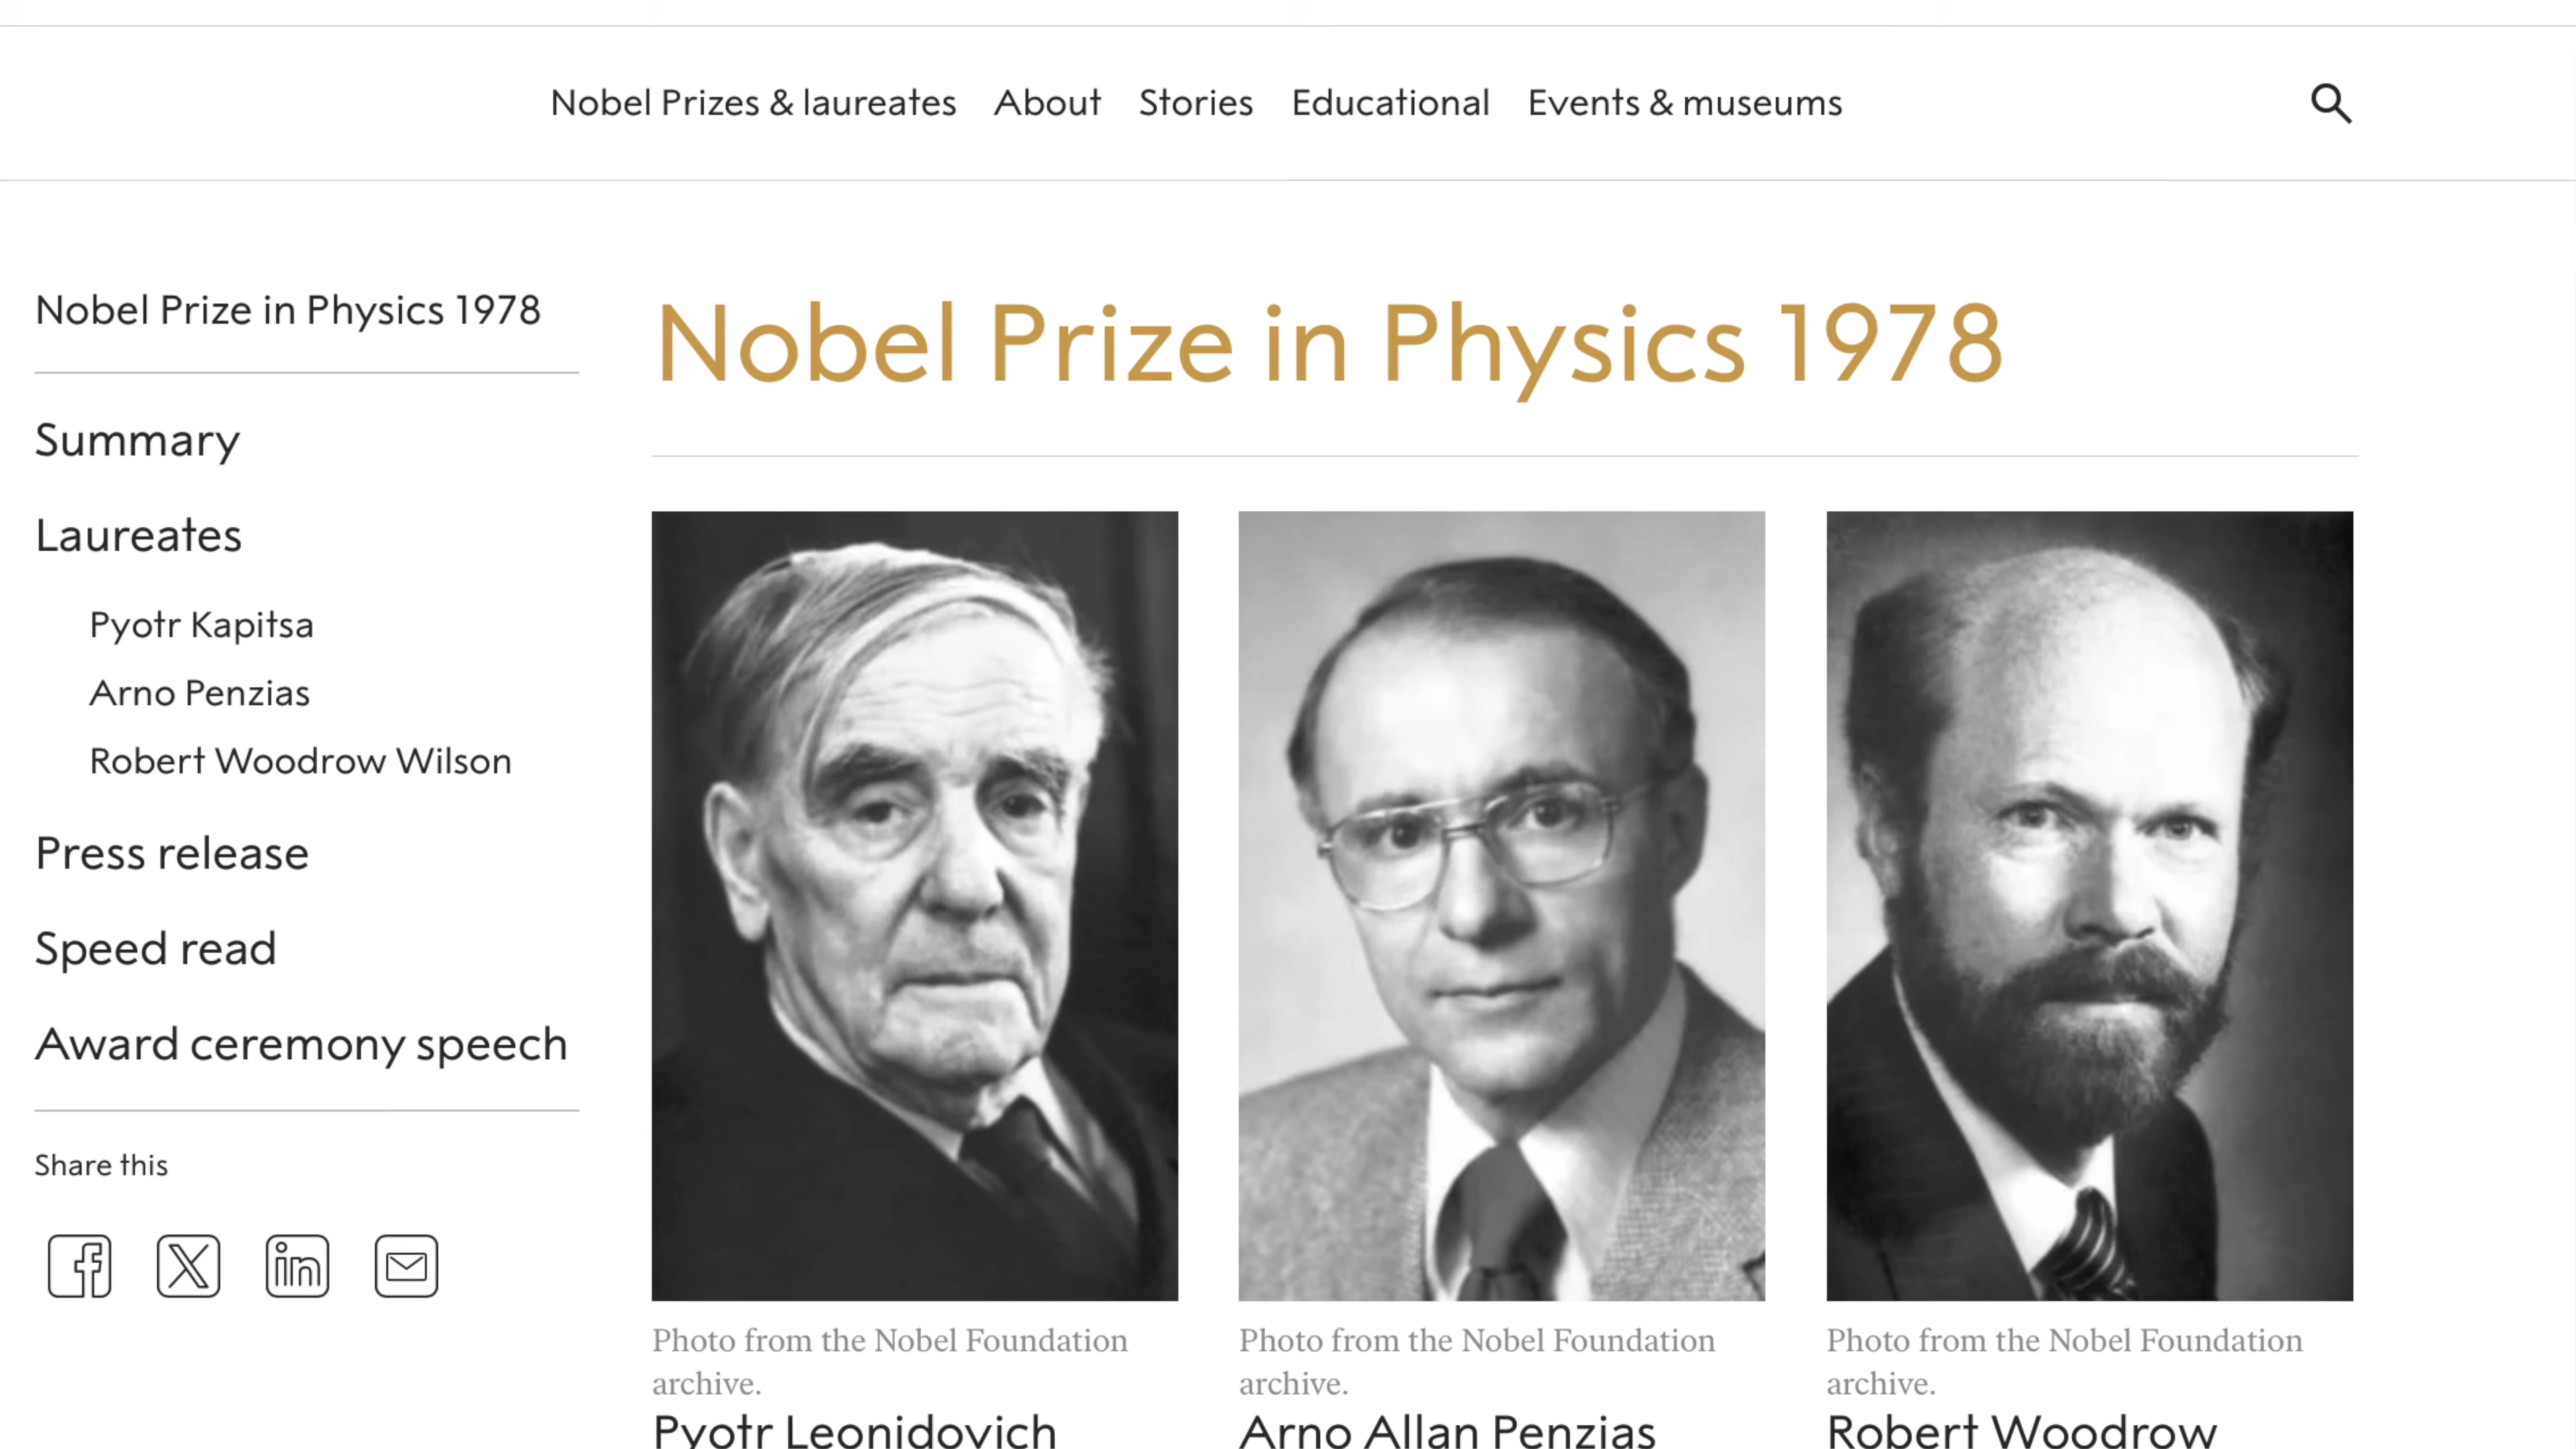 Nobel Prizes & laureates About Stories Educational Events & museums
Nobel Prize in Physics 1978
Summary
Laureates
Pyotr Kapitsa
Arno Penzias
Robert Woodrow Wilson
Press release
Speed read
Award ceremony speech
Share this
Nobel Prize in Physics 1978
Photo from the Nobel Foundation
archive.
Pyotr Leonidovich
Photo from the Nobel Foundation
archive.
Arno Allan Penzias
Photo from the Nobel Foundation
archive.
Robert Woodrow